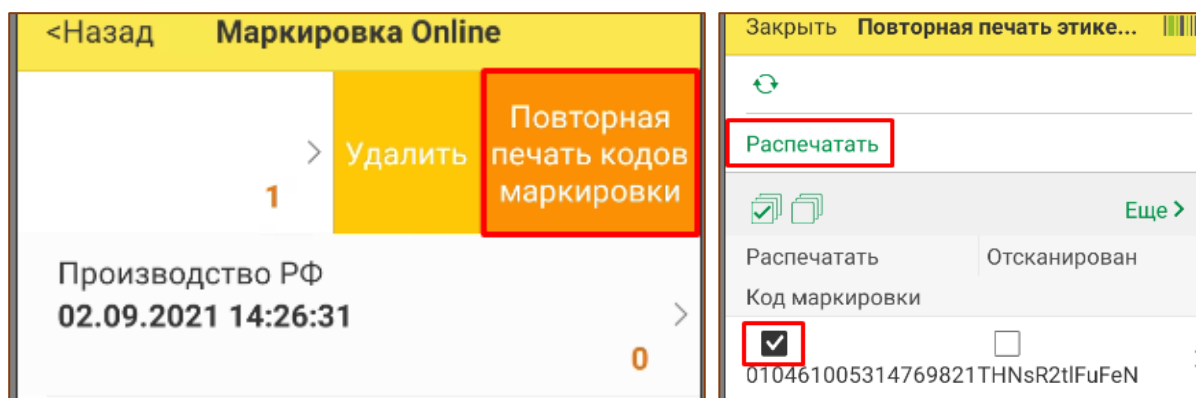 <Назад Маркировка Online
Удалить
Повторная
печать кодов
маркировки
1
Производство РФ
02.09.2021 14:26:31
0
Закрыть Повторная печать этике...
Распечатать
Еще >
Распечатать Отсканирован
Код маркировки
010461005314769821THNsR2tlFuFeN